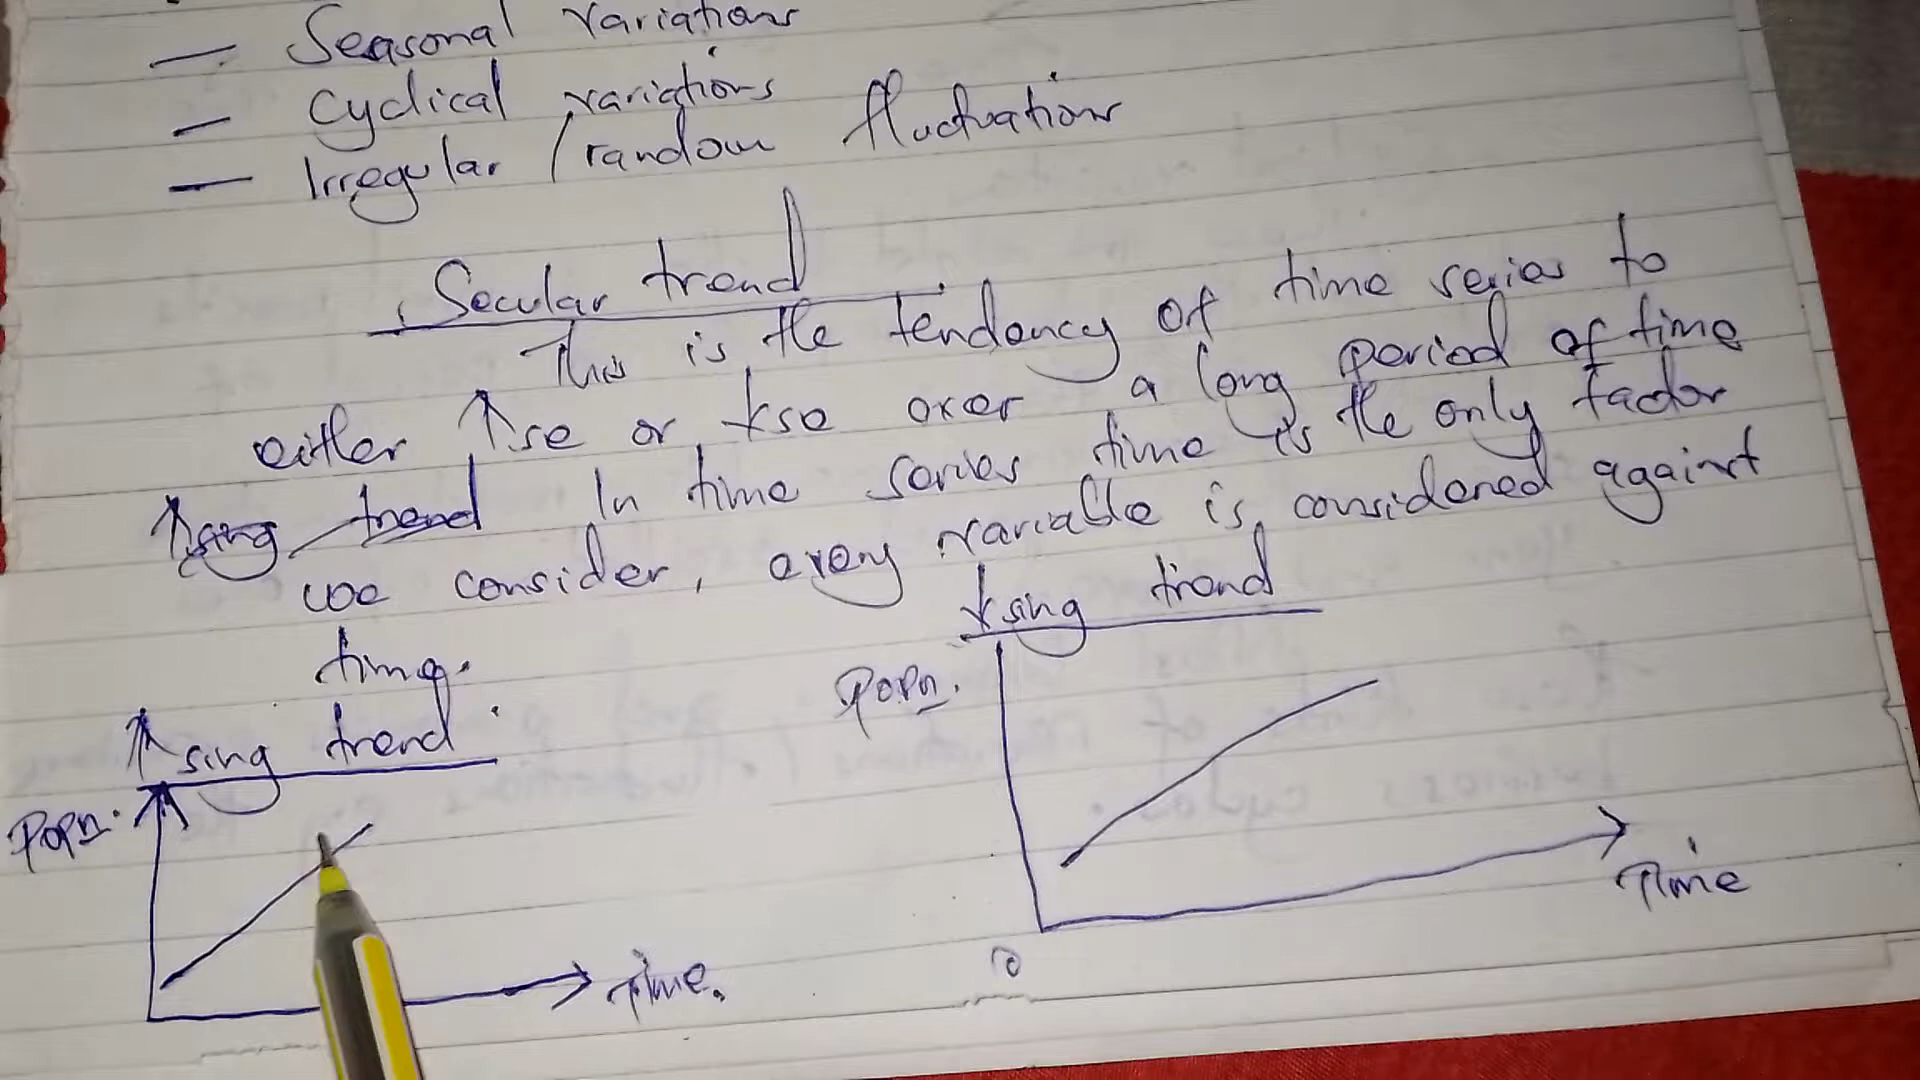 — Seasonal variations
— Cyclical variations
— Irregular / random fluctuations
Secular trend
This is the tendency of time series to
either ↑se or ↓se over a long period of time
↑sing trend In time series time is the only factor
we consider, every variable is considered against
time.
↓sing trend
↑sing trend
Popn.
Time
Popn.
Time.